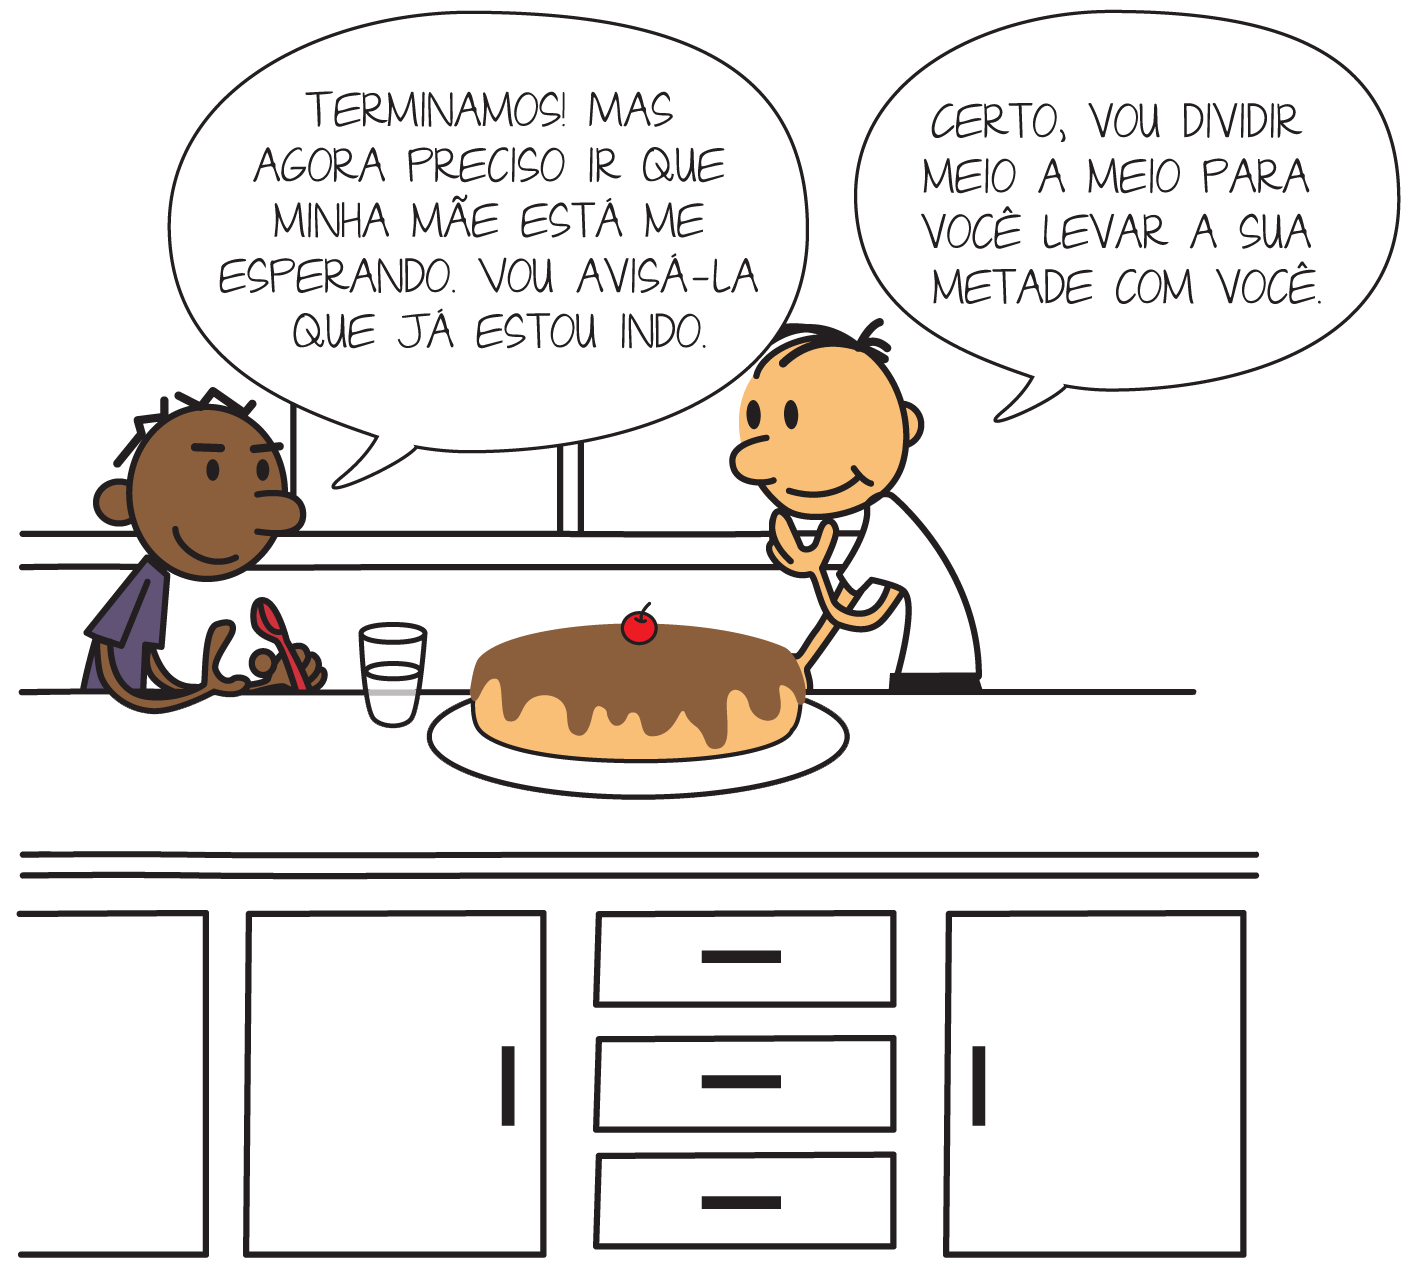 TERMINAMOS! MAS
AGORA PRECISO IR QUE
MINHA MÃE ESTÁ ME
ESPERANDO. VOU AVISÁ-LA
QUE JÁ ESTOU INDO.
CERTO, VOU DIVIDIR
MEIO A MEIO PARA
VOCÊ LEVAR A SUA
METADE COM VOCÊ.